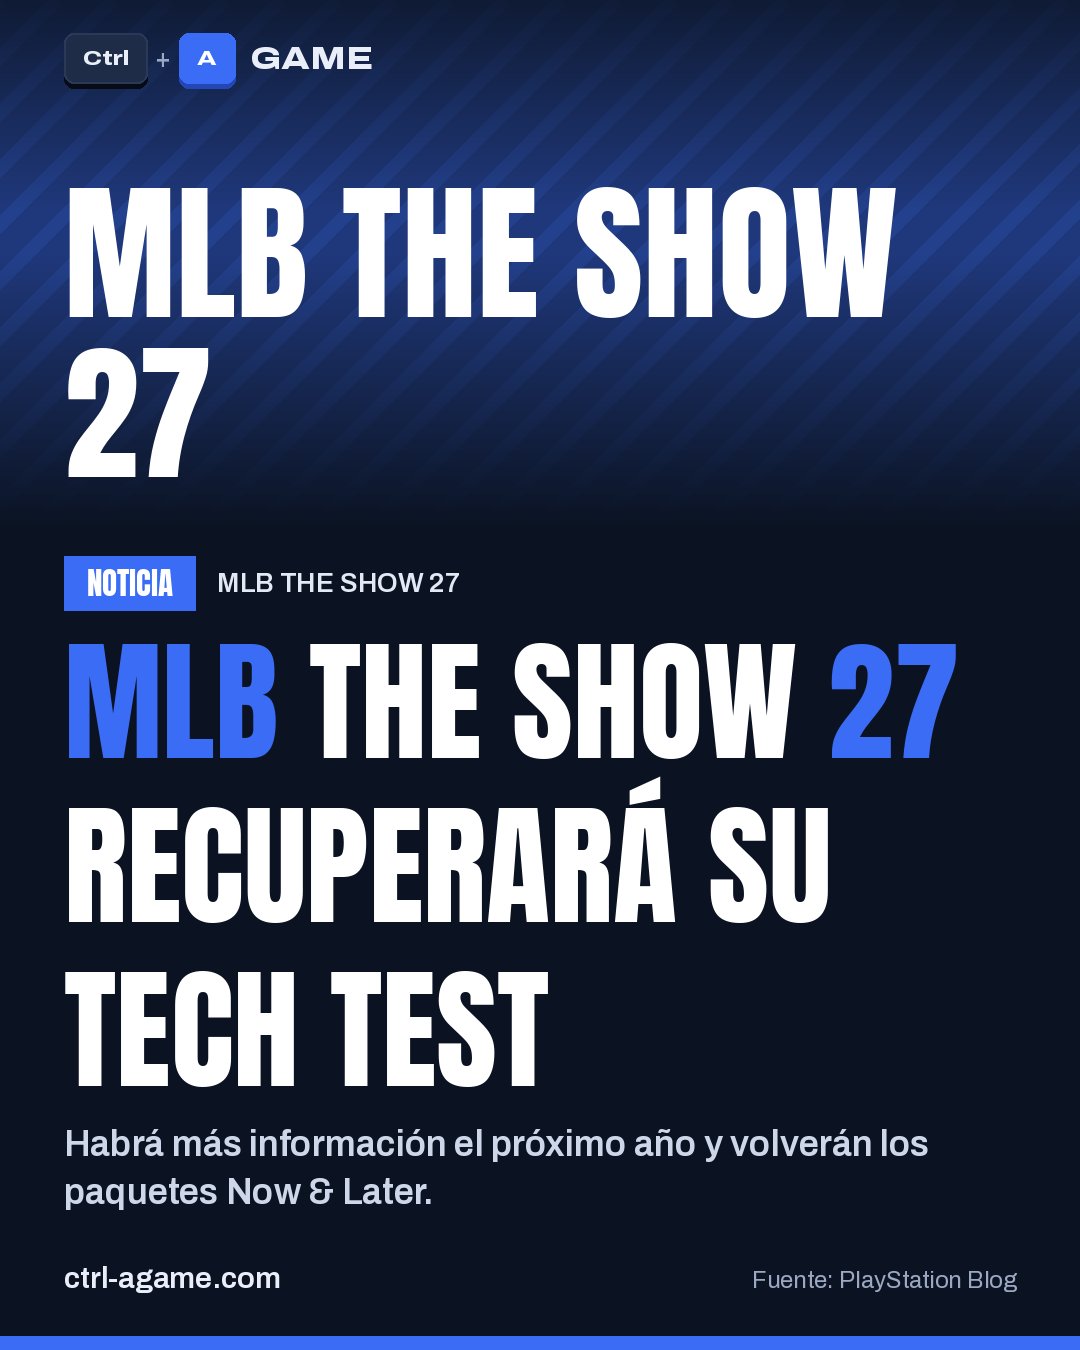 Ctrl + A GAME
MLB THE SHOW
27
NOTICIA MLB THE SHOW 27
MLB THE SHOW 27
RECUPERARÁ SU
TECH TEST
Habrá más información el próximo año y volverán los
paquetes Now & Later.
ctrl-agame.com Fuente: PlayStation Blog